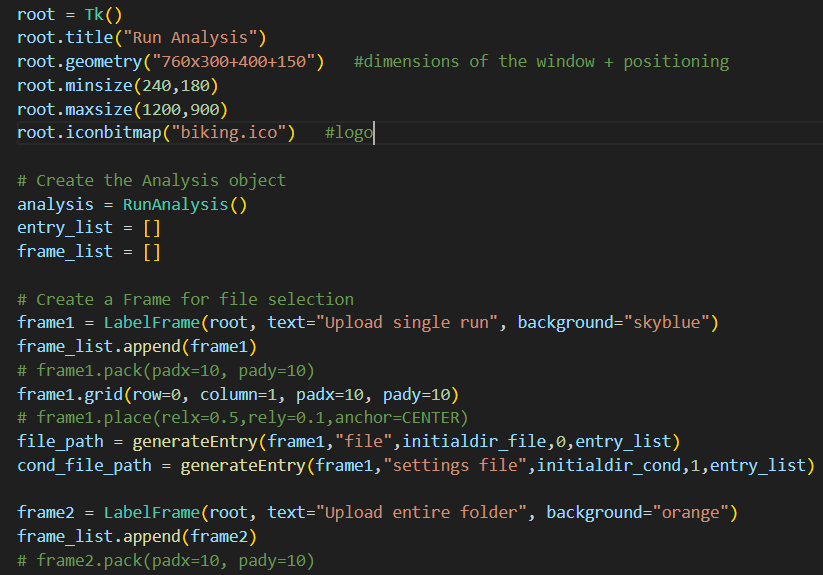 root = Tk()
root.title("Run Analysis")
root.geometry("760x300+400+150")   #dimensions of the window + positioning
root.minsize(240,180)
root.maxsize(1200,900)
root.iconbitmap("biking.ico")   #logo
# Create the Analysis object
analysis = RunAnalysis()
entry_list = []
frame_list = []
# Create a Frame for file selection
frame1 = LabelFrame(root, text="Upload single run", background="skyblue")
frame_list.append(frame1)
# frame1.pack(padx=10, pady=10)
frame1.grid(row=0, column=1, padx=10, pady=10)
# frame1.place(relx=0.5,rely=0.1,anchor=CENTER)
file_path = generateEntry(frame1,"file",initialdir_file,0,entry_list)
cond_file_path = generateEntry(frame1,"settings file",initialdir_cond,1,entry_list)
frame2 = LabelFrame(root, text="Upload entire folder", background="orange")
frame_list.append(frame2)
# frame2.pack(padx=10, pady=10)